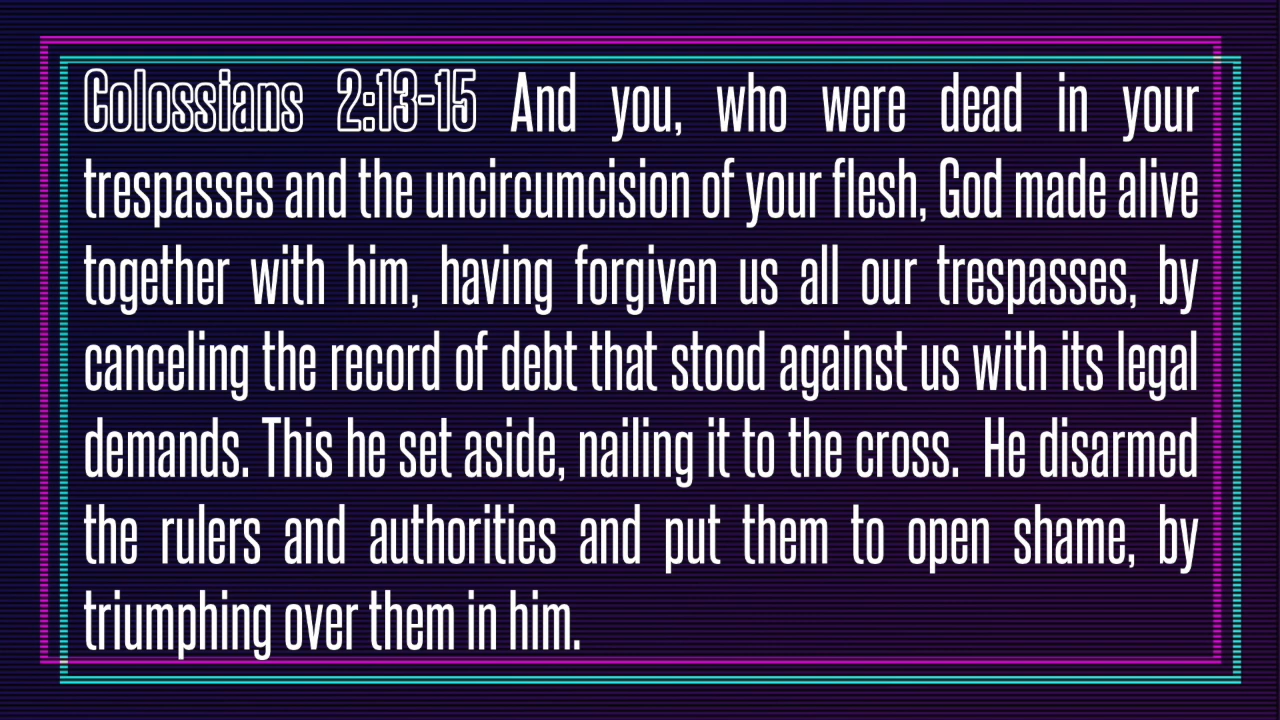 Colossians 2:13-15 And you, who were dead in your
trespasses and the uncircumcision of your flesh, God made alive
together with him, having forgiven us all our trespasses, by
canceling the record of debt that stood against us with its legal
demands. This he set aside, nailing it to the cross. He disarmed
the rulers and authorities and put them to open shame, by
triumphing over them in him.